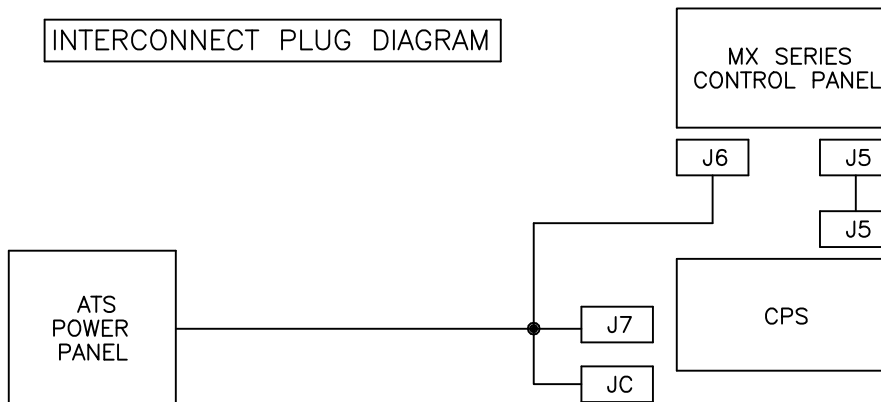 INTERCONNECT PLUG DIAGRAM
MX SERIES
CONTROL PANEL
J6
J5
J5
ATS
POWER
PANEL
J7
CPS
JC